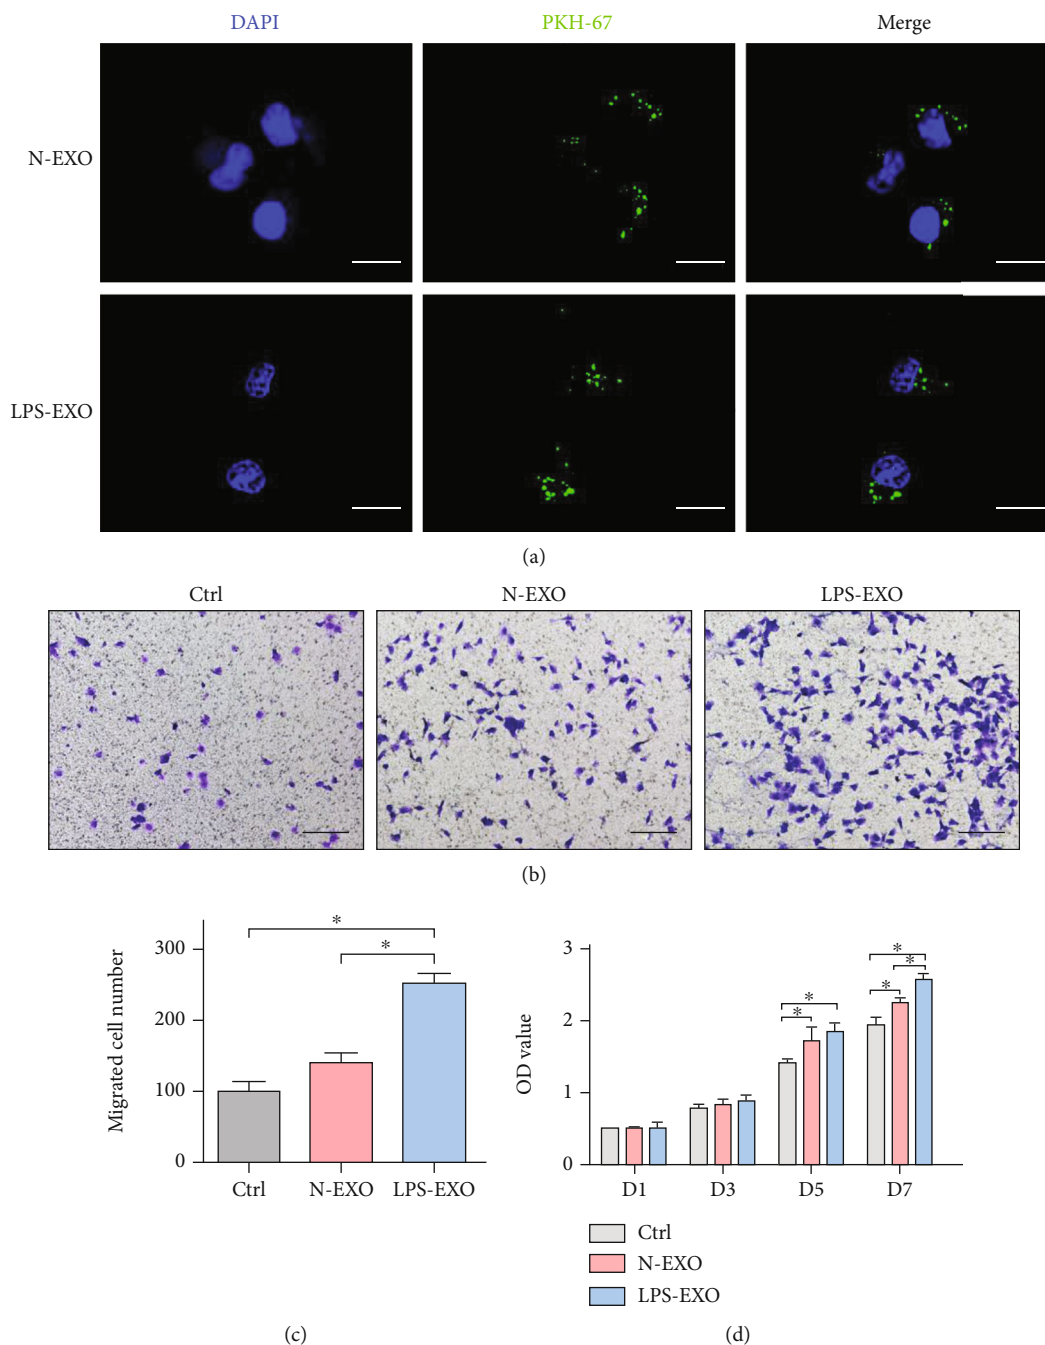 DAPI PKH-67 Merge
N-EXO
LPS-EXO
(a)
Ctrl N-EXO LPS-EXO
(b)
Migrated cell number
300
200
100
0
* 
*
Ctrl N-EXO LPS-EXO
(c)
OD value
3
2
1
0
* 
*
*
*
*
D1 D3 D5 D7
Ctrl
N-EXO
LPS-EXO
(d)